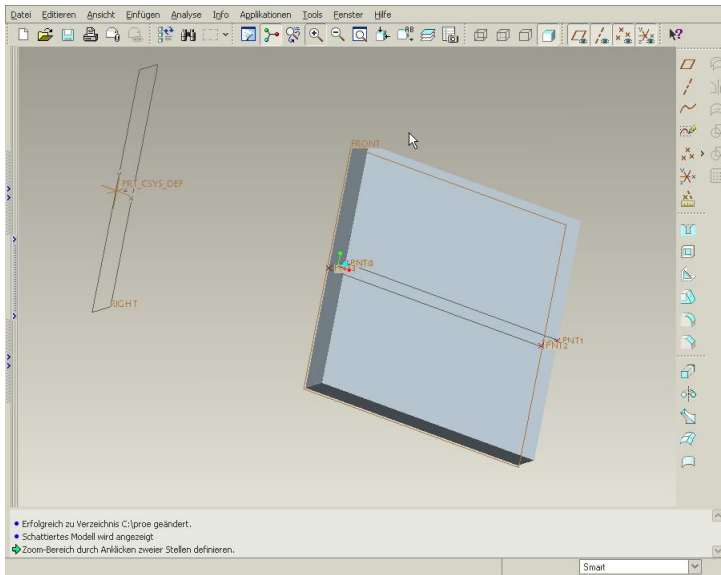 Datei Editieren Ansicht Einfügen Analyse Info Applikationen Tools Fenster Hilfe
FRONT
PRT_CSYS_DEF
RIGHT
PNT0
PNT1
PNT2
Erfolgreich zu Verzeichnis C:\proe geändert.
Schattiertes Modell wird angezeigt
Zoom-Bereich durch Anklicken zweier Stellen definieren.
Smart